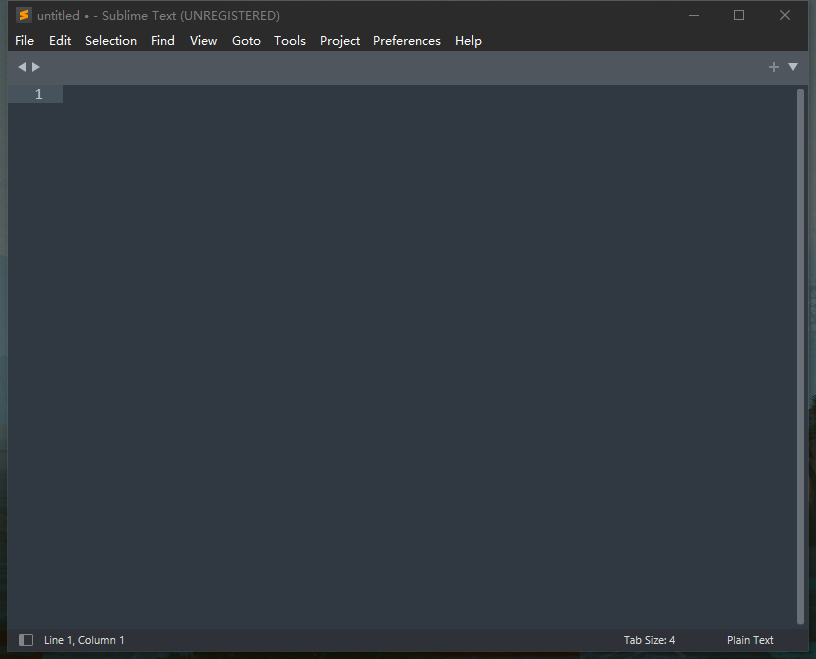 untitled • - Sublime Text (UNREGISTERED)
File Edit Selection Find View Goto Tools Project Preferences Help
1
Line 1, Column 1 Tab Size: 4 Plain Text